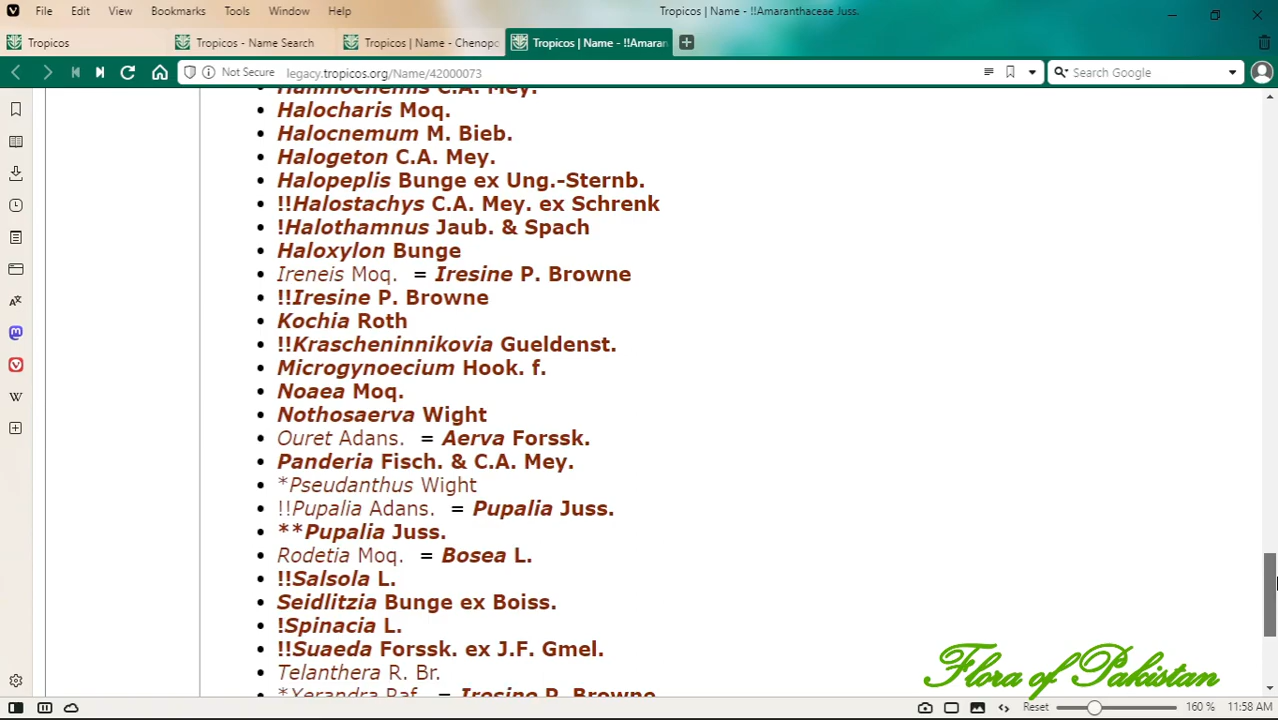 File Edit View Bookmarks Tools Window Help
Tropicos | Name - !!Amaranthaceae Juss.
Tropicos
Tropicos - Name Search
Tropicos | Name - Chenopo
Tropicos | Name - !!Amaran
Not Secure legacy.tropicos.org/Name/42000073
Search Google
C.A. Mey.
Halocharis Moq.
Halocnemum M. Bieb.
Halogeton C.A. Mey.
Halopeplis Bunge ex Ung.-Sternb.
!!Halostachys C.A. Mey. ex Schrenk
!Halothamnus Jaub. & Spach
Haloxylon Bunge
Ireneis Moq. = Iresine P. Browne
!!Iresine P. Browne
Kochia Roth
!!Krascheninnikovia Gueldenst.
Microgynoecium Hook. f.
Noaea Moq.
Nothosaerva Wight
Ouret Adans. = Aerva Forssk.
Panderia Fisch. & C.A. Mey.
*Pseudanthus Wight
!!Pupalia Adans. = Pupalia Juss.
**Pupalia Juss.
Rodetia Moq. = Bosea L.
!!Salsola L.
Seidlitzia Bunge ex Boiss.
!Spinacia L.
!!Suaeda Forssk. ex J.F. Gmel.
Telanthera R. Br.
*Xerandra Raf. = Iresine P. Browne
Flora of Pakistan
Reset 160 % 11:58 AM